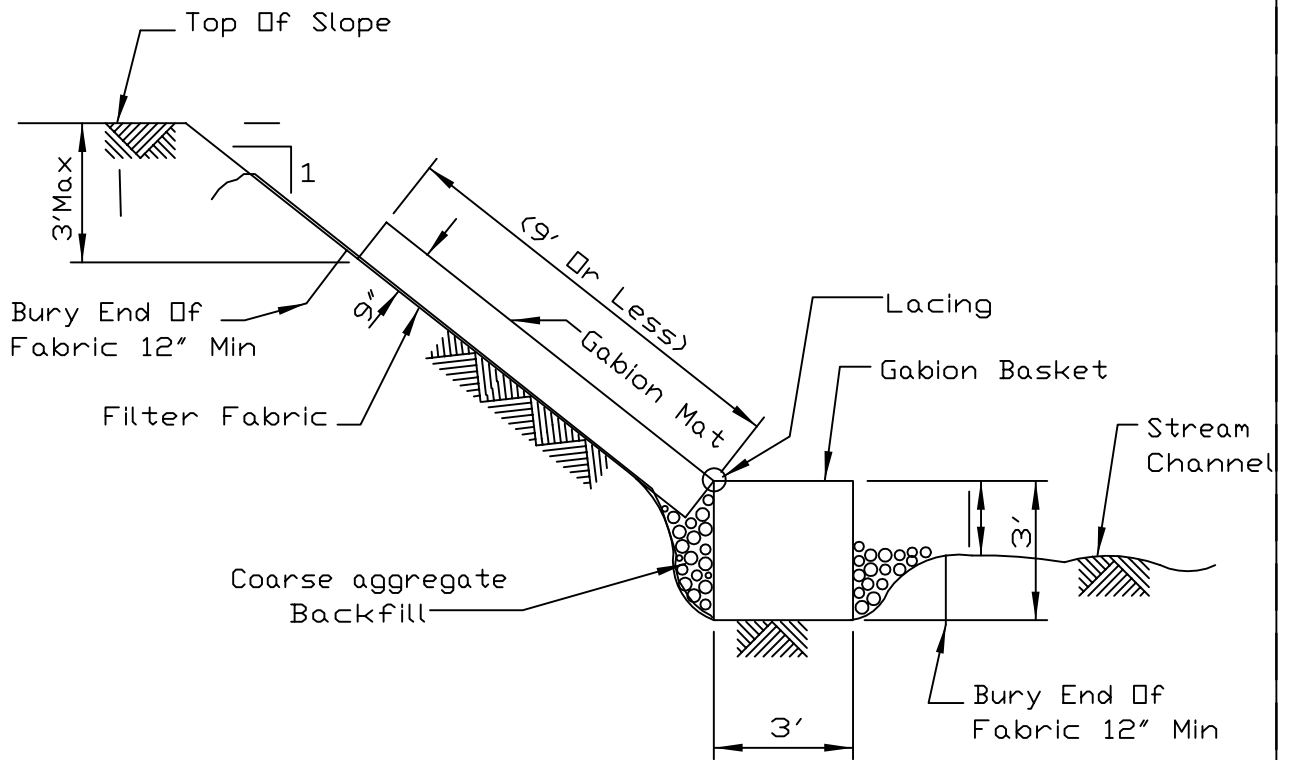 Top Of Slope
1
3'Max
(9' Or Less)
9"
Bury End Of
Fabric 12" Min
Lacing
Gabion Mat
Gabion Basket
Filter Fabric
Stream
Channel
3'
Coarse aggregate
Backfill
Bury End Of
Fabric 12" Min
3'